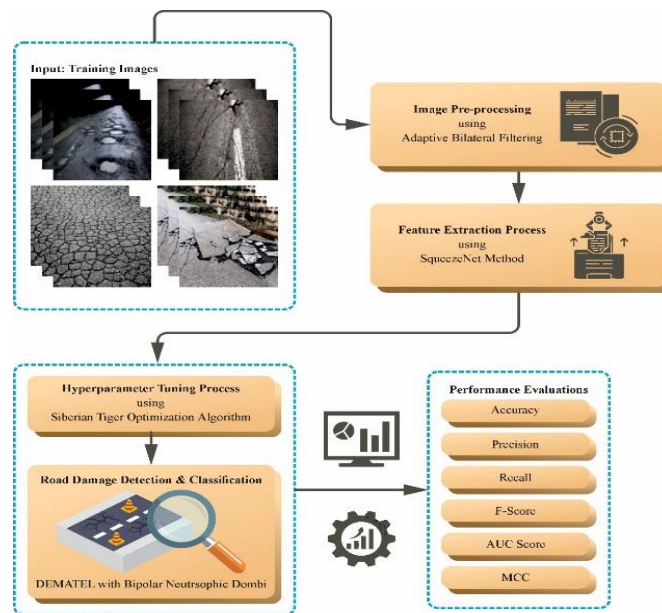 Input: Training Images
Image Pre-processing
using
Adaptive Bilateral Filtering
Feature Extraction Process
using
SqueezeNet Method
Hyperparameter Tuning Process
using
Siberian Tiger Optimization Algorithm
Road Damage Detection & Classification
DEMATEL with Bipolar Neutrsophic Dombi
Performance Evaluations
Accuracy
Precision
Recall
F-Score
AUC Score
MCC